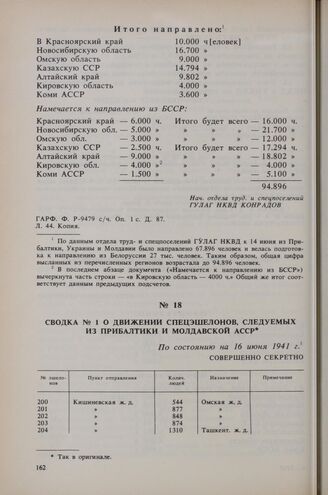 Итого направлено:¹
В Красноярский край 10.000 ч[еловек]
Новосибирскую область 16.700 »
Омскую область 9.000 »
Казахскую ССР 14.794 »
Алтайский край 9.802 »
Кировскую область 4.000 »
Коми АССР 3.600 »
Намечается к направлению из БССР:
Красноярский край — 6.000 ч. Итого будет всего — 16.000 ч.
Новосибирскую обл. — 5.000 » » » » — 21.700 »
Омскую обл. — 3.000 » » » » — 12.000 »
Казахскую ССР — 2.500 ч. Итого будет всего — 17.294 ч.
Алтайский край — 9.000 » » » » — 18.802 »
Кировскую обл. — 4.000 »² » » » — 4.000 »
Коми АССР — 1.500 » » » » — 5.100 »
94.896
Нач. отдела труд. и спецпоселений
ГУЛАГ НКВД КОНРАДОВ
ГАРФ. Ф. Р-9479 с/ч. Оп. 1 с. Д. 87.
Л. 44. Копия.
¹ По данным отдела труд- и спецпоселений ГУЛАГ НКВД к 14 июня из При-
балтики, Украины и Молдавии было направлено 67.896 человек и велась подготов-
ка к направлению из Белоруссии 27 тыс. человек. Таким образом, общая цифра
высланных из перечисленных регионов возрастала до 94.896 человек.
² В последнем абзаце документа («Намечается к направлению из БССР»)
вычеркнута часть строки — «в Кировскую область — 4000 ч.» Общий же итог соот-
ветствует данным предыдущих подсчетов.
№ 18
СВОДКА № 1 О ДВИЖЕНИИ СПЕЦЭШЕЛОНОВ, СЛЕДУЕМЫХ
ИЗ ПРИБАЛТИКИ И МОЛДАВСКОЙ АССР*
По состоянию на 16 июня 1941 г.¹
СОВЕРШЕННО СЕКРЕТНО
№№ эшело-
нов Пункт отправления Колич.
людей Назначение Примечание
200 Кишиневская ж. д. 544 Омская ж. д.
201 » 877 »
202 » 848 »
203 » 874 »
204 » 1310 Ташкент. ж. д.
* Так в оригинале.
162